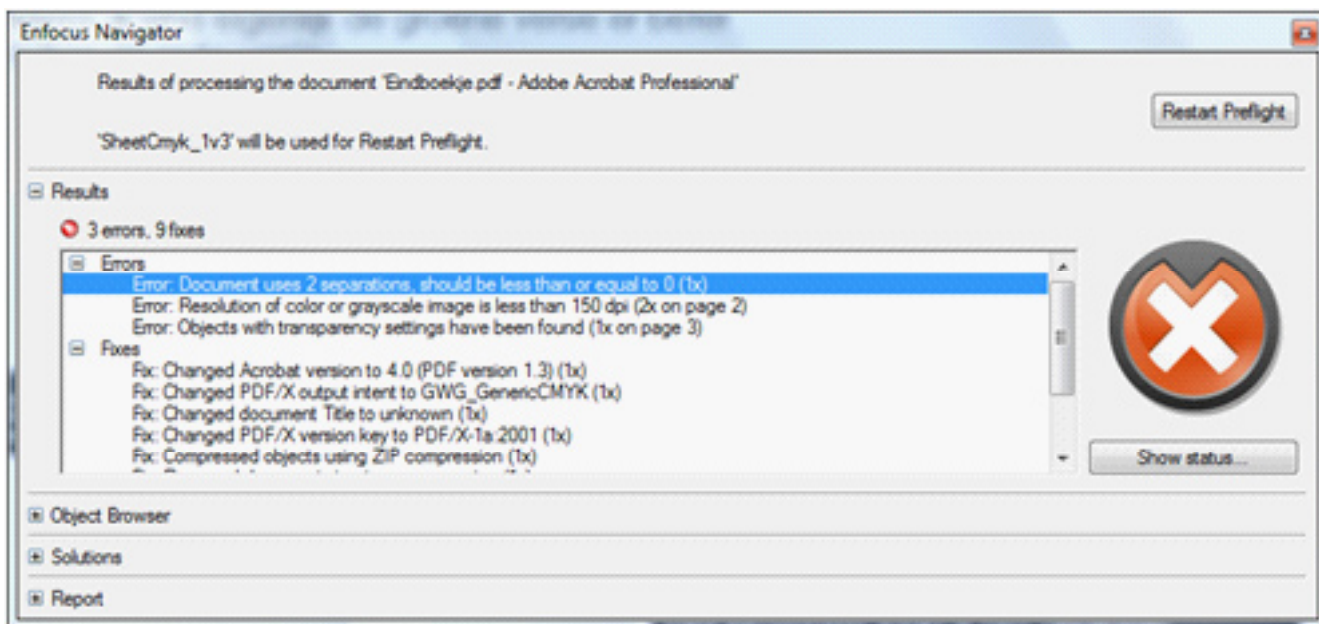 Enfocus Navigator
Results of processing the document 'Eindboekje.pdf - Adobe Acrobat Professional'
Restart Preflight
'SheetCmyk_1v3' will be used for Restart Preflight.
Results
3 errors, 9 fixes
Errors
Error: Document uses 2 separations, should be less than or equal to 0 (1x)
Error: Resolution of color or grayscale image is less than 150 dpi (2x on page 2)
Error: Objects with transparency settings have been found (1x on page 3)
Fixes
Fix: Changed Acrobat version to 4.0 (PDF version 1.3) (1x)
Fix: Changed PDF/X output intent to GWG_GenericCMYK (1x)
Fix: Changed document Title to unknown (1x)
Fix: Changed PDF/X version key to PDF/X-1a:2001 (1x)
Fix: Compressed objects using ZIP compression (1x)
Show status...
Object Browser
Solutions
Report